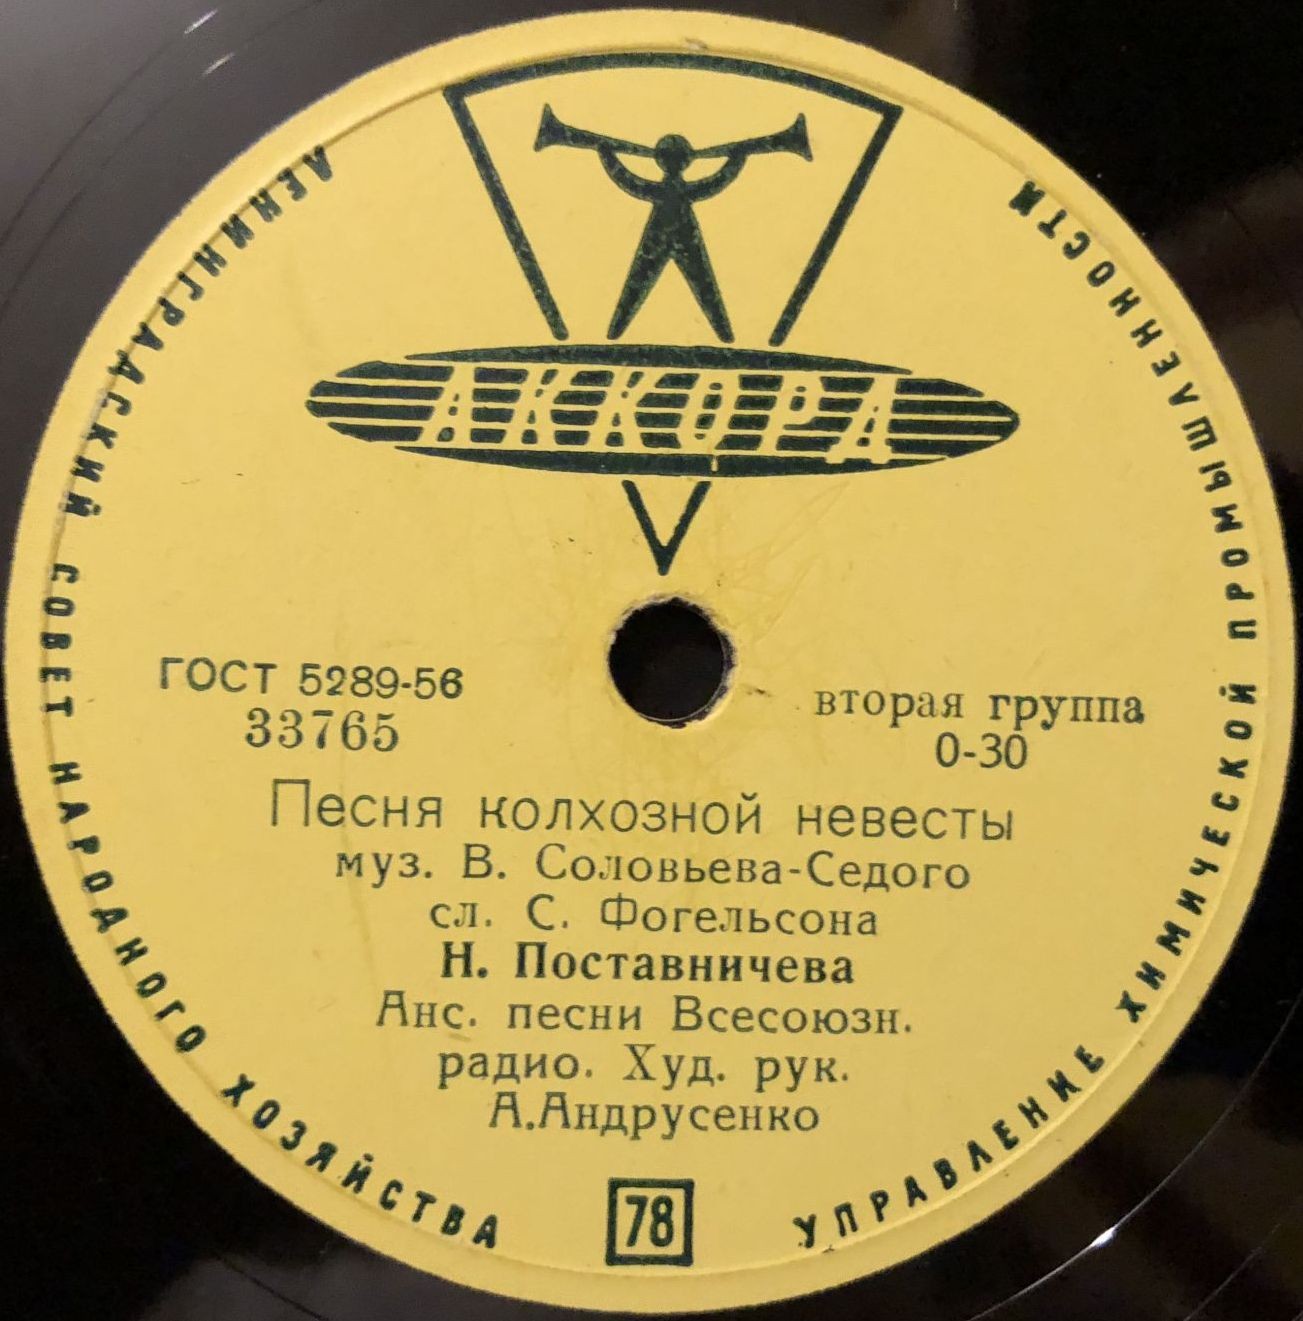 ЛЕНИНГРАДСКИЙ СОВЕТ НАРОДНОГО ХОЗЯЙСТВА
УПРАВЛЕНИЕ ХИМИЧЕСКОЙ ПРОМЫШЛЕННОСТИ
АККОРД
ГОСТ 5289-56
33765
вторая группа
0-30
Песня колхозной невесты
муз. В. Соловьева-Седого
сл. С. Фогельсона
Н. Поставничева
Анс. песни Всесоюзн.
радио. Худ. рук.
А.Андрусенко
78